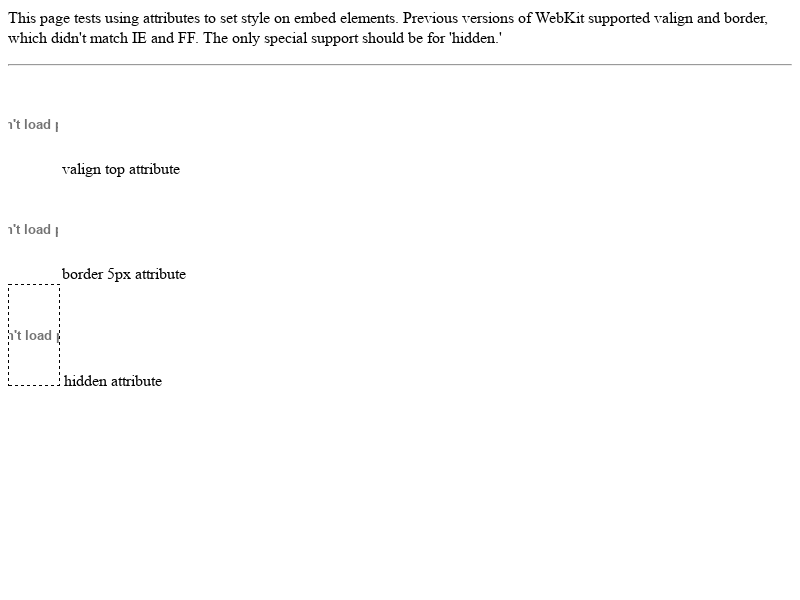 This page tests using attributes to set style on embed elements. Previous versions of WebKit supported valign and border,
which didn't match IE and FF. The only special support should be for 'hidden.'
't load
valign top attribute
't load
border 5px attribute
't load
hidden attribute